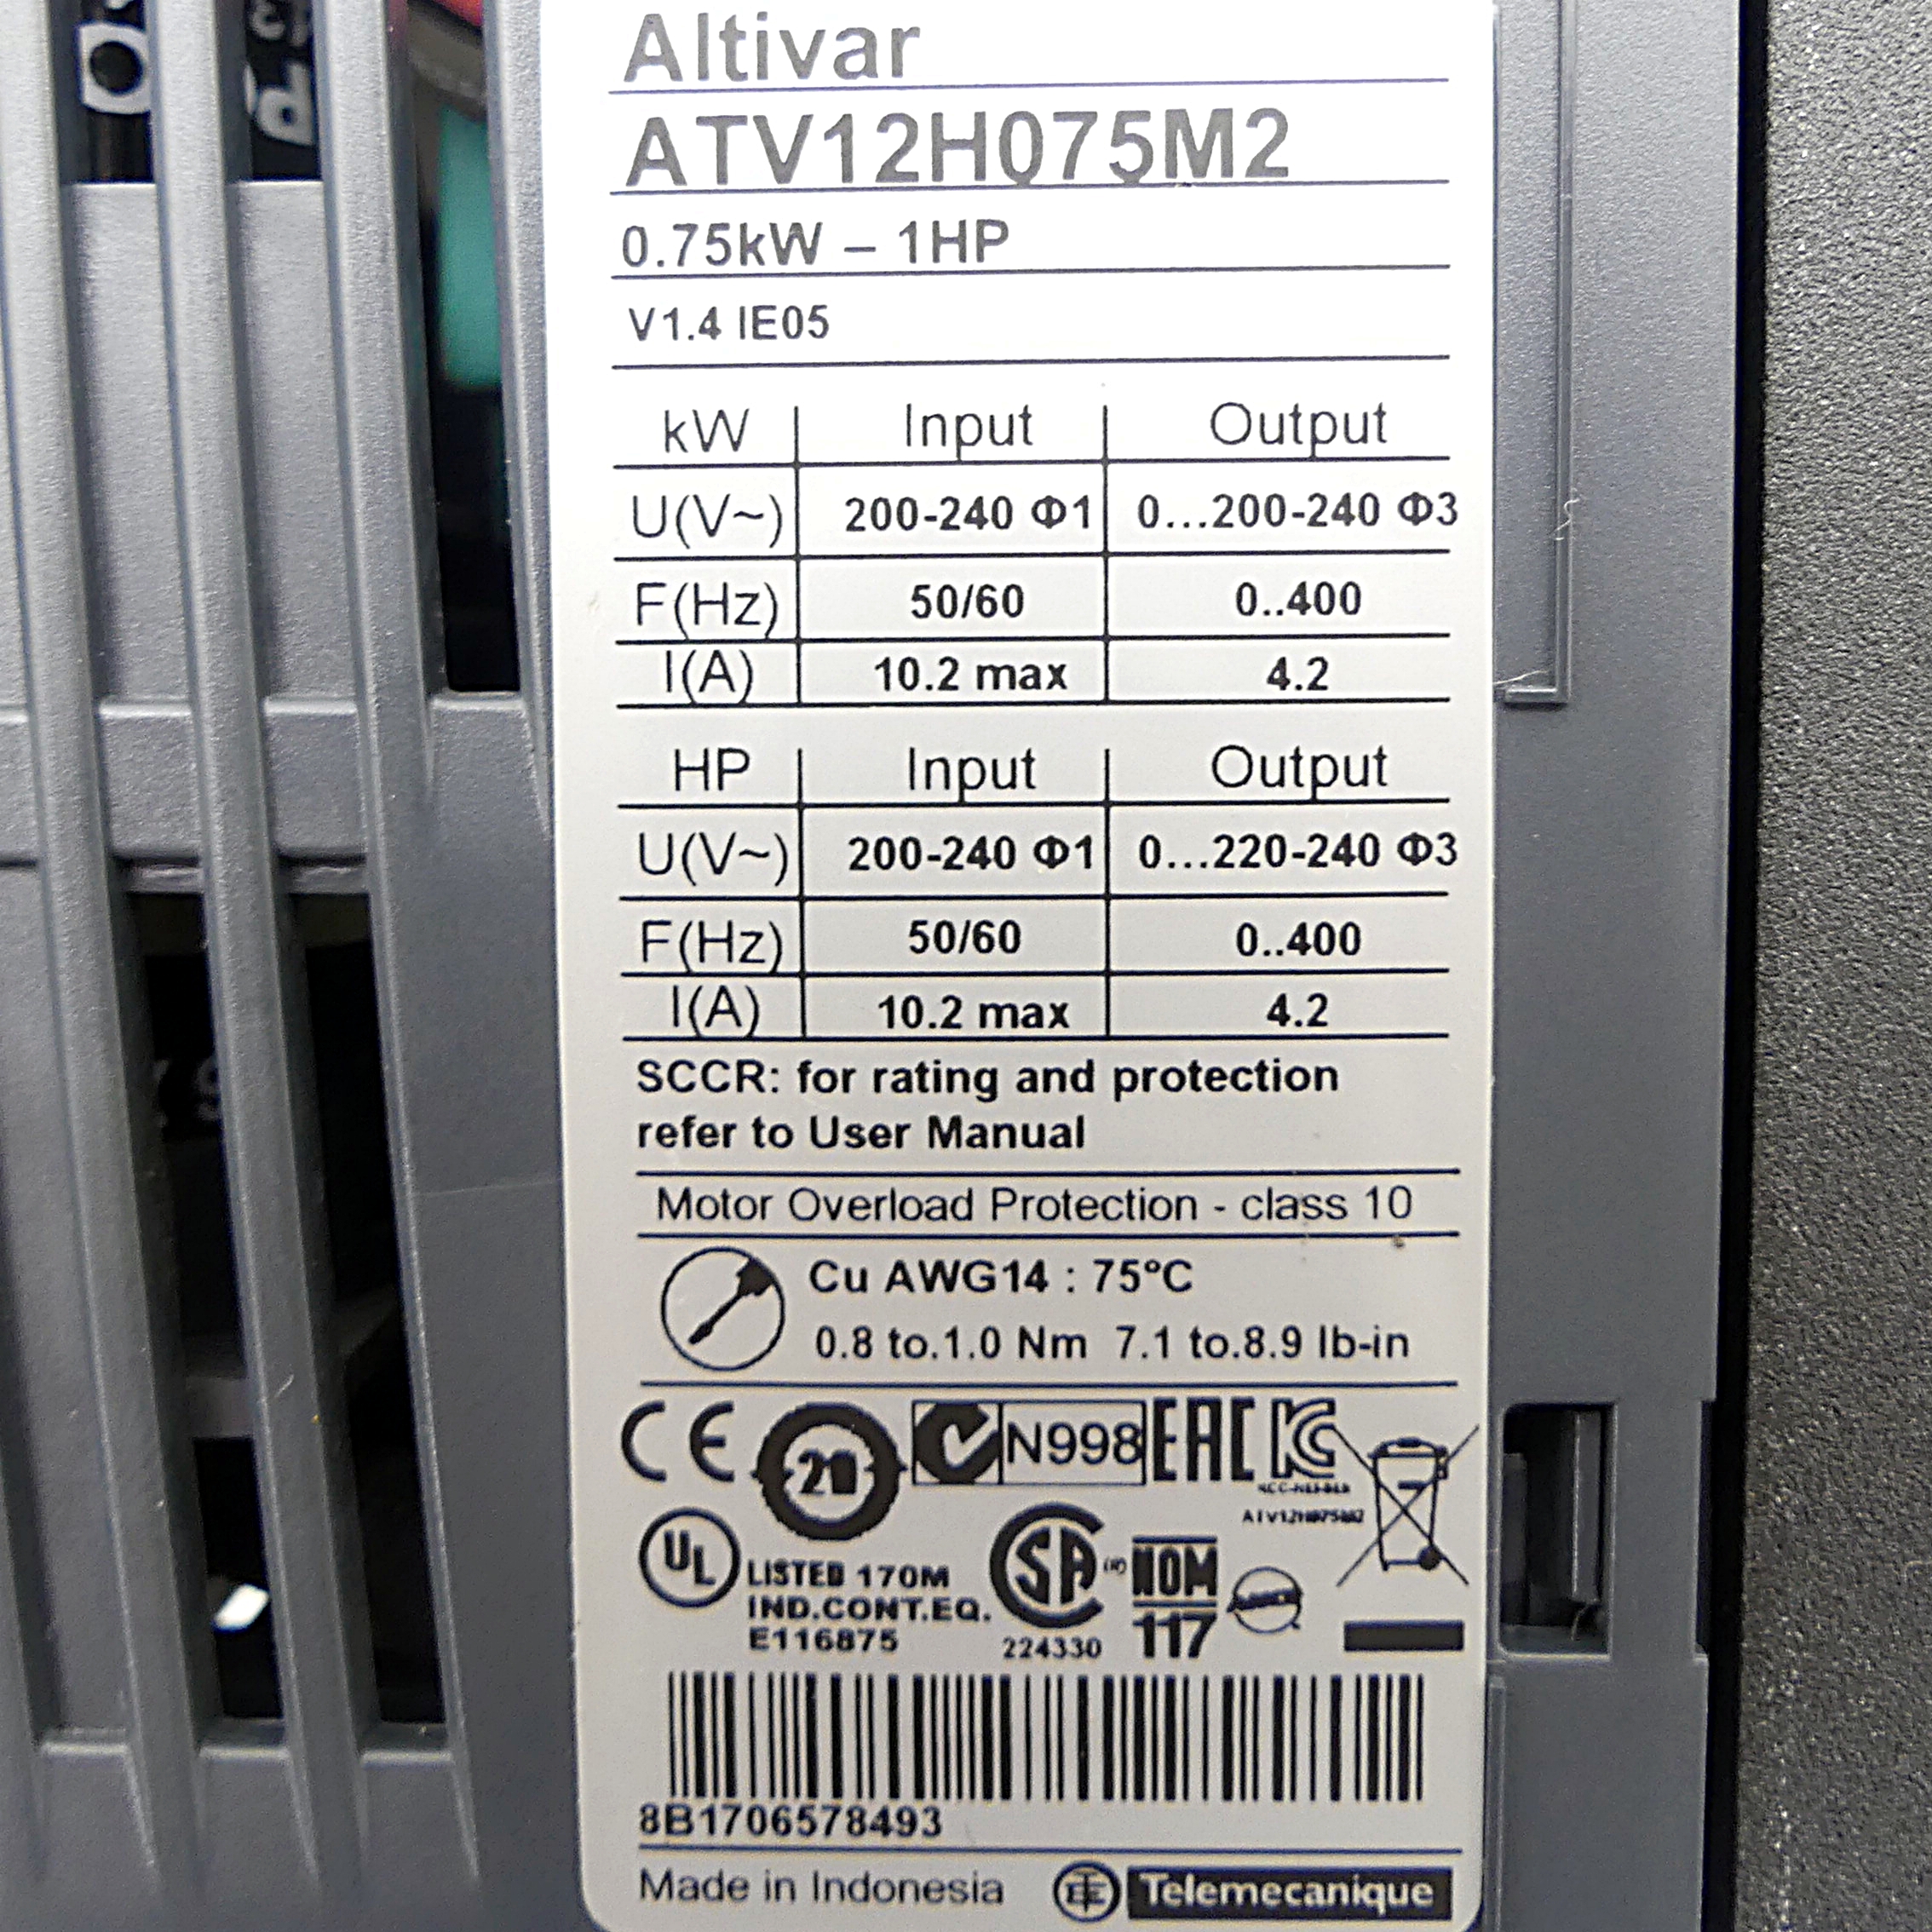 Altivar
ATV12H075M2
0.75kW – 1HP
V1.4 IE05
kW Input Output
U(V~) 200-240 Φ1 0...200-240 Φ3
F(Hz) 50/60 0..400
I(A) 10.2 max 4.2
HP Input Output
U(V~) 200-240 Φ1 0...220-240 Φ3
F(Hz) 50/60 0..400
I(A) 10.2 max 4.2
SCCR: for rating and protection
refer to User Manual
Motor Overload Protection - class 10
Cu AWG14 : 75°C
0.8 to.1.0 Nm 7.1 to.8.9 lb-in
CE 20 N998 EAC KC
ATV12H075M2
UL LISTED 170M
IND.CONT.EQ.
E116875
SA
224330
NOM
117
8B1706578493
Made in Indonesia TE Telemecanique